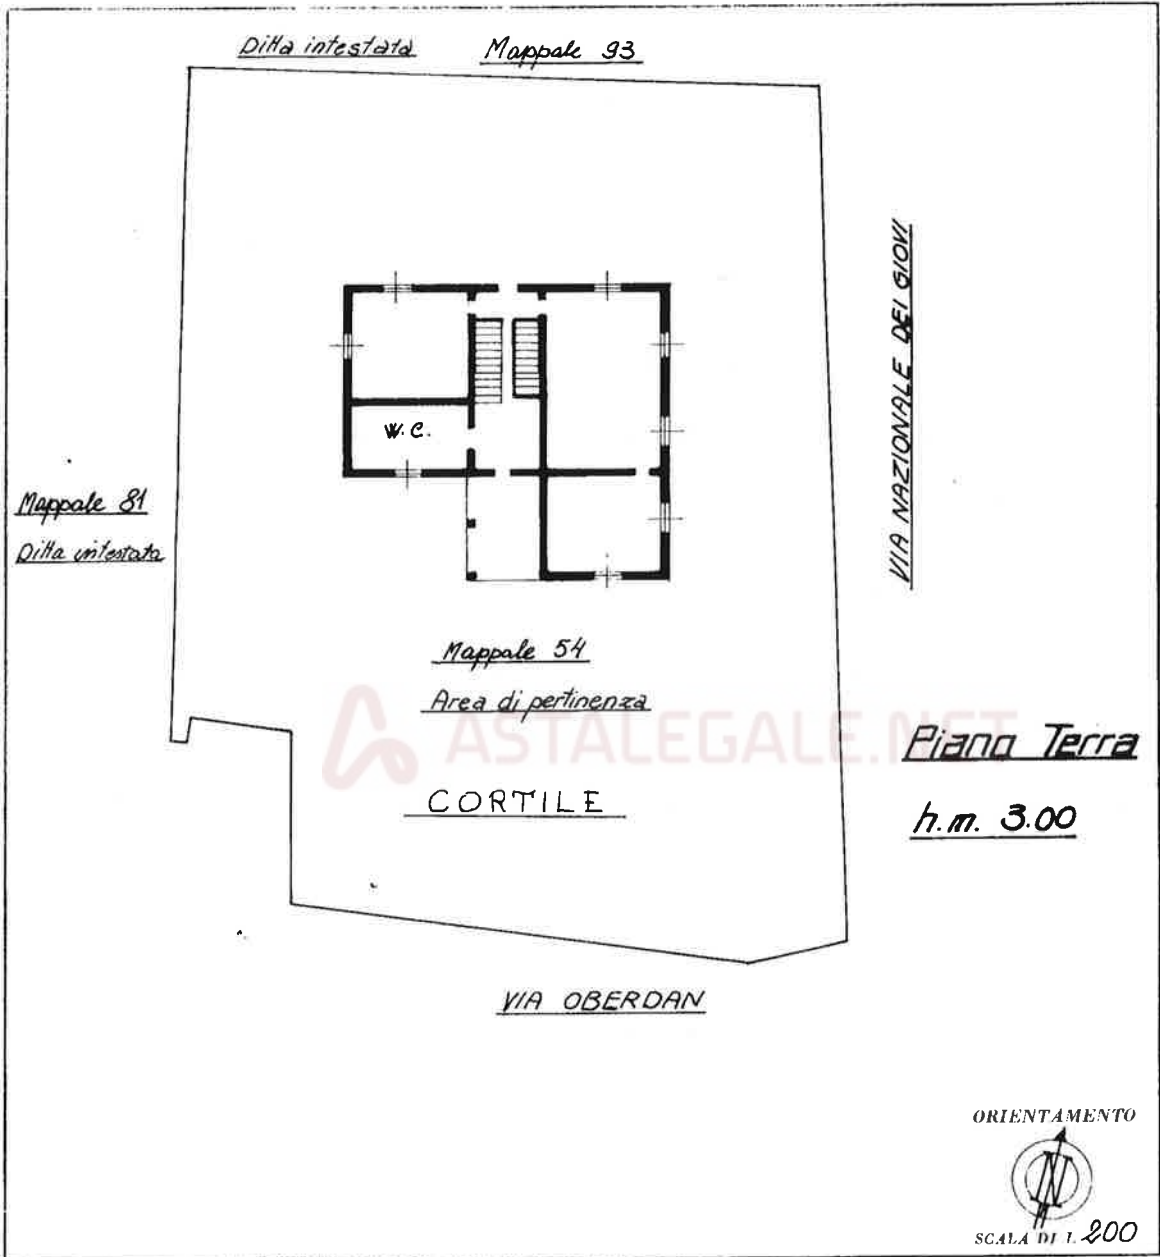 Ditta intestata Mappale 93
VIA NAZIONALE DEI GIOVI
W.C.
Mappale 81
Ditta intestata
Mappale 54
Area di pertinenza
ASTALEGALE.NET
Piano Terra
CORTILE
h.m. 3.00
VIA OBERDAN
ORIENTAMENTO
N
SCALA DI 1. 200